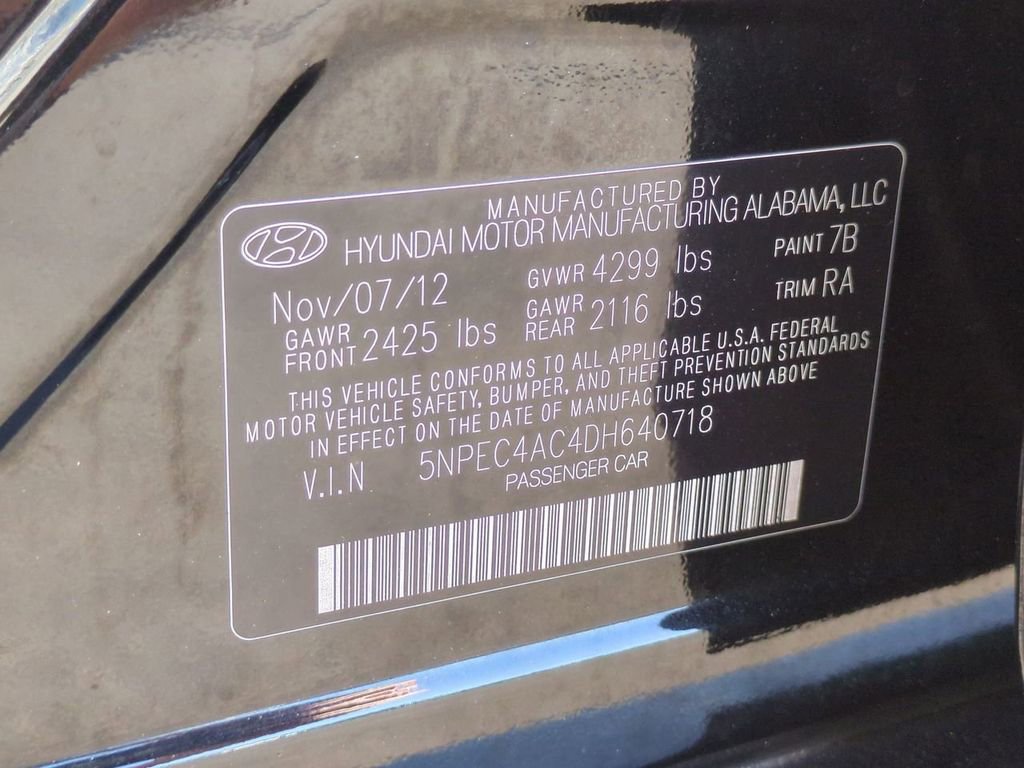 MANUFACTURED BY
HYUNDAI MOTOR MANUFACTURING ALABAMA, LLC
Nov/07/12 GVWR 4299 lbs PAINT 7B
GAWR FRONT 2425 lbs GAWR REAR 2116 lbs TRIM RA
THIS VEHICLE CONFORMS TO ALL APPLICABLE U.S.A. FEDERAL
MOTOR VEHICLE SAFETY, BUMPER, AND THEFT PREVENTION STANDARDS
IN EFFECT ON THE DATE OF MANUFACTURE SHOWN ABOVE
V.I.N 5NPEC4AC4DH640718
PASSENGER CAR